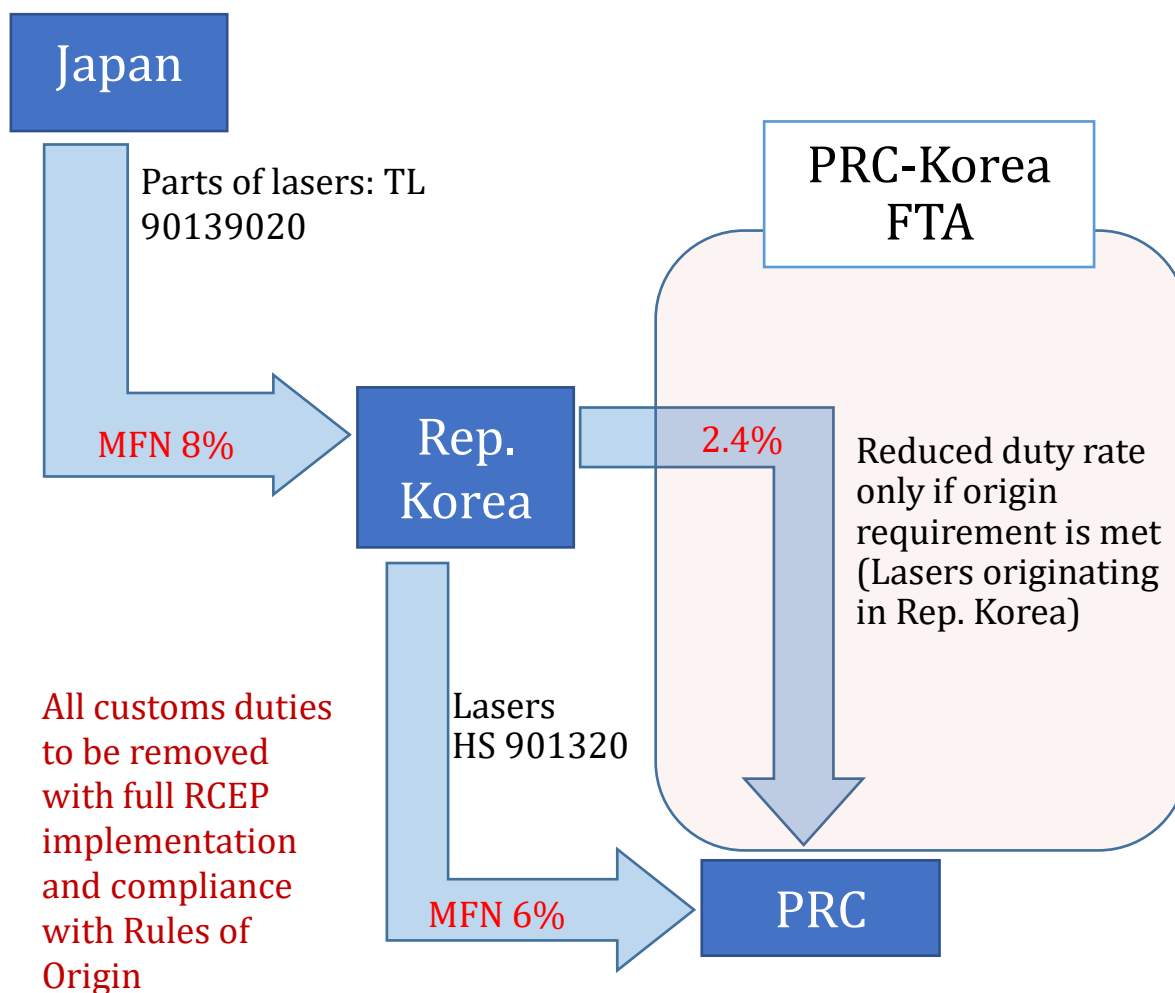 Japan
Parts of lasers: TL
90139020
PRC-Korea
FTA
MFN 8%
Rep.
Korea
2.4%
Reduced duty rate
only if origin
requirement is met
(Lasers originating
in Rep. Korea)
All customs duties
to be removed
with full RCEP
implementation
and compliance
with Rules of
Origin
Lasers
HS 901320
MFN 6%
PRC